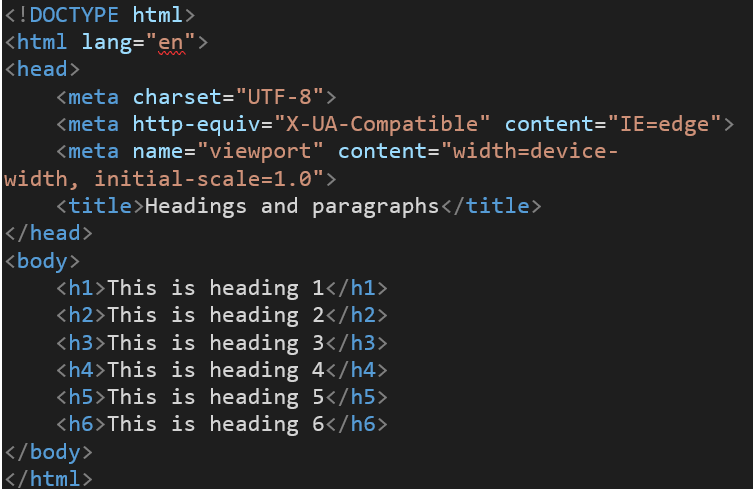 <!DOCTYPE html>
<html lang="en">
<head>
    <meta charset="UTF-8">
    <meta http-equiv="X-UA-Compatible" content="IE=edge">
    <meta name="viewport" content="width=device-
width, initial-scale=1.0">
    <title>Headings and paragraphs</title>
</head>
<body>
    <h1>This is heading 1</h1>
    <h2>This is heading 2</h2>
    <h3>This is heading 3</h3>
    <h4>This is heading 4</h4>
    <h5>This is heading 5</h5>
    <h6>This is heading 6</h6>
</body>
</html>